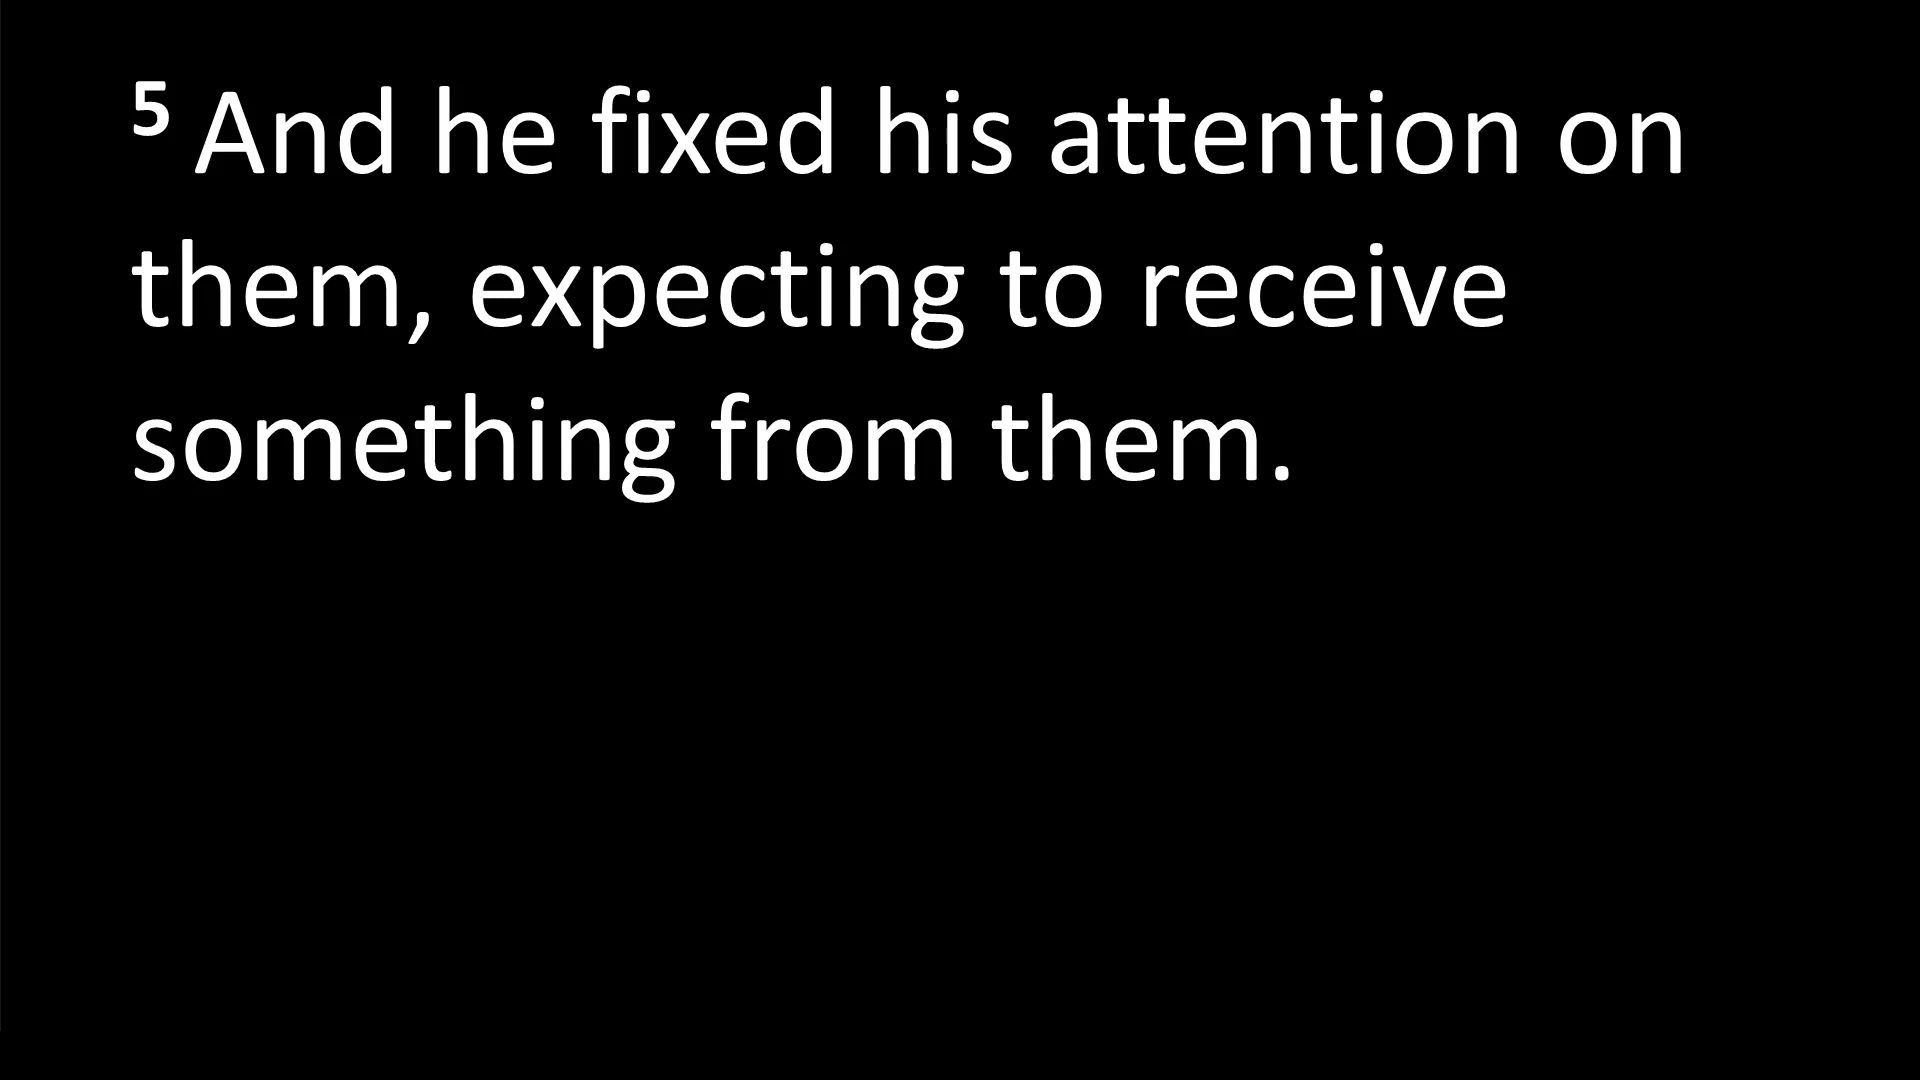 5 And he fixed his attention on
them, expecting to receive
something from them.